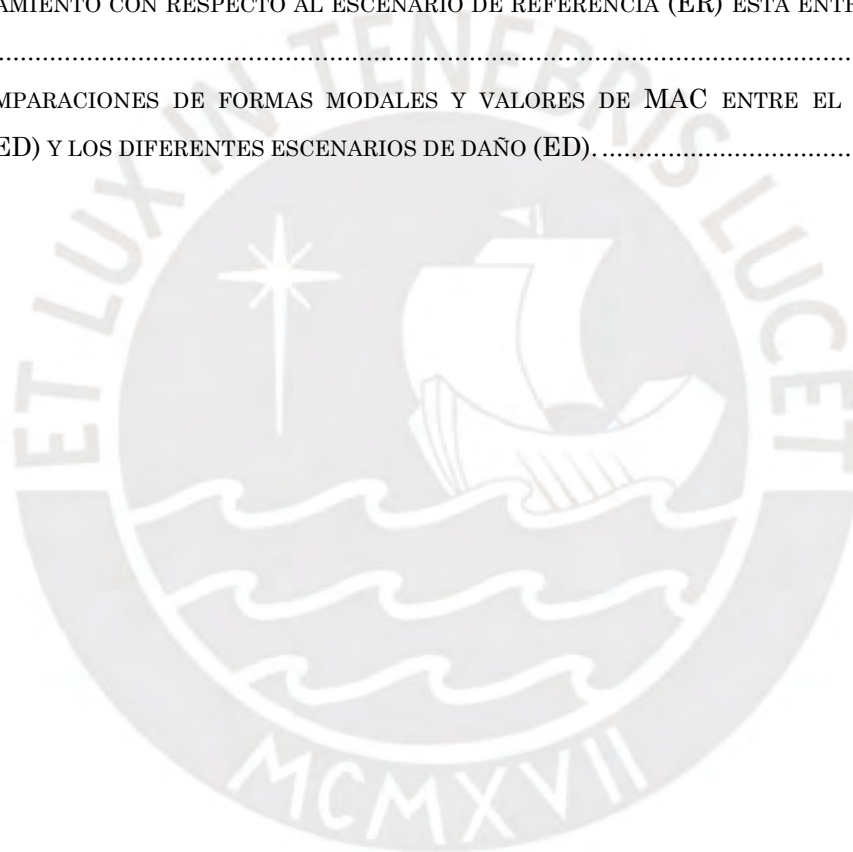 AMIENTO CON RESPECTO AL ESCENARIO DE REFERENCIA (ER) ESTÁ ENTR
................................................................................
MPARACIONES DE FORMAS MODALES Y VALORES DE MAC ENTRE EL
ED) Y LOS DIFERENTES ESCENARIOS DE DAÑO (ED). ...................................
ET LUX IN TENEBRIS LUCET
MCMXVII